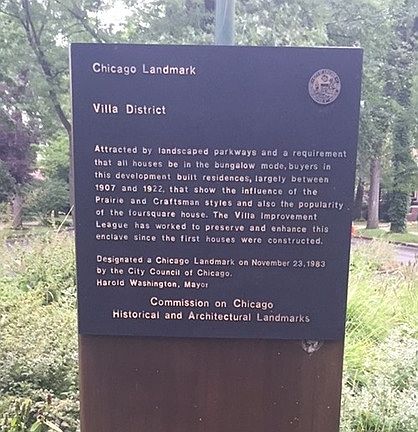 Chicago Landmark
Villa District
Attracted by landscaped parkways and a requirement
that all houses be in the bungalow mode, buyers in
this development built residences, largely between
1907 and 1922, that show the influence of the
Prairie and Craftsman styles and also the popularity
of the foursquare house. The Villa Improvement
League has worked to preserve and enhance this
enclave since the first houses were constructed.
Designated a Chicago Landmark on November 23, 1983
by the City Council of Chicago.
Harold Washington, Mayor
Commission on Chicago
Historical and Architectural Landmarks